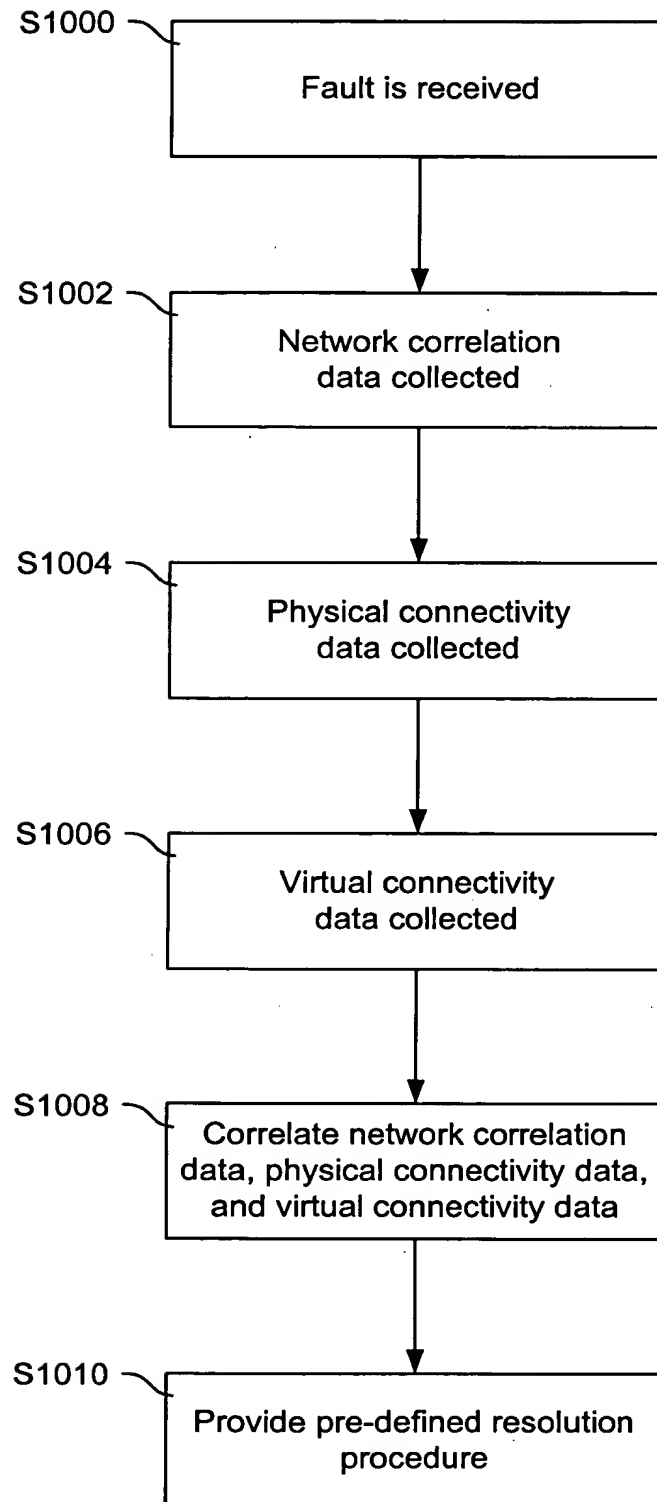 S1000
Fault is received
S1002
Network correlation
data collected
S1004
Physical connectivity
data collected
S1006
Virtual connectivity
data collected
S1008
Correlate network correlation
data, physical connectivity data,
and virtual connectivity data
S1010
Provide pre-defined resolution
procedure